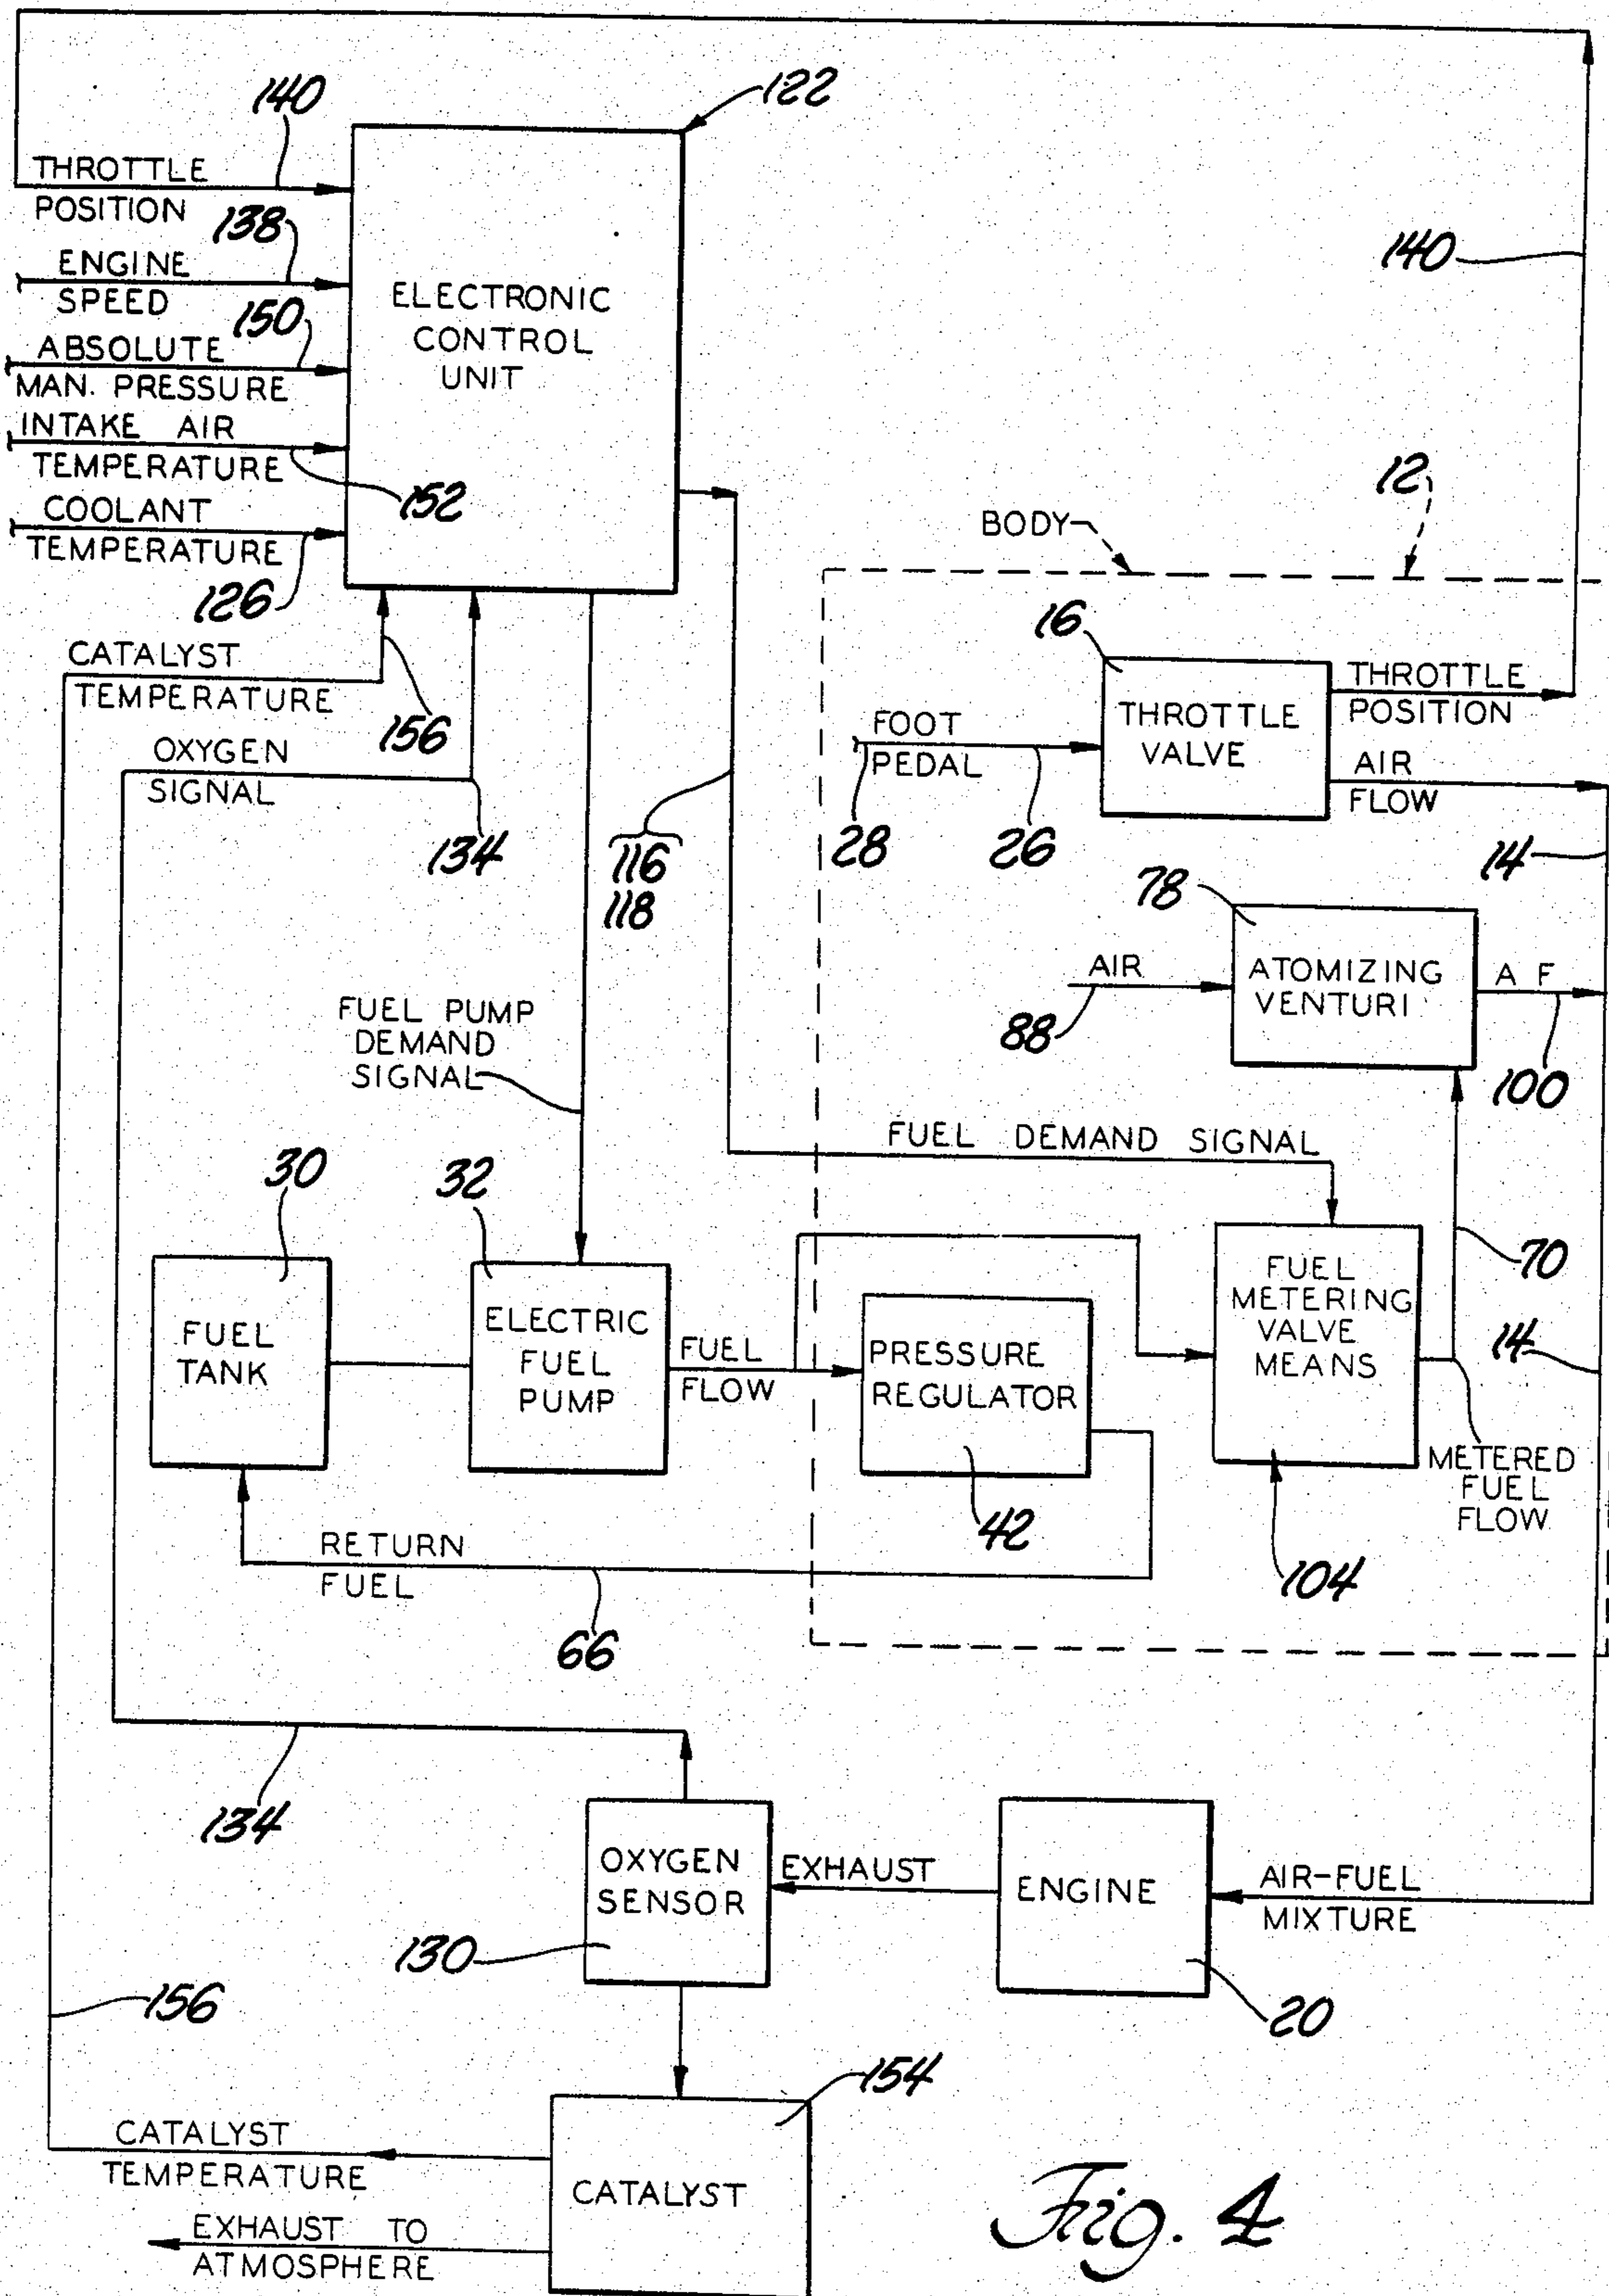 140
122
THROTTLE
POSITION
138
ENGINE
SPEED
150
ABSOLUTE
MAN. PRESSURE
INTAKE AIR
TEMPERATURE
152
COOLANT
TEMPERATURE
126
ELECTRONIC
CONTROL
UNIT
140
12
BODY
CATALYST
TEMPERATURE
156
OXYGEN
SIGNAL
134
116
118
16
THROTTLE
VALVE
THROTTLE
POSITION
FOOT
PEDAL
28
26
AIR
FLOW
14
78
AIR
88
ATOMIZING
VENTURI
A F
100
FUEL PUMP
DEMAND
SIGNAL
FUEL DEMAND SIGNAL
30
32
FUEL
TANK
ELECTRIC
FUEL
PUMP
FUEL
FLOW
PRESSURE
REGULATOR
42
FUEL
METERING
VALVE
MEANS
70
14
METERED
FUEL
FLOW
104
RETURN
FUEL
66
134
OXYGEN
SENSOR
130
EXHAUST
ENGINE
20
AIR-FUEL
MIXTURE
156
154
CATALYST
TEMPERATURE
CATALYST
EXHAUST TO
ATMOSPHERE
Fig. 4